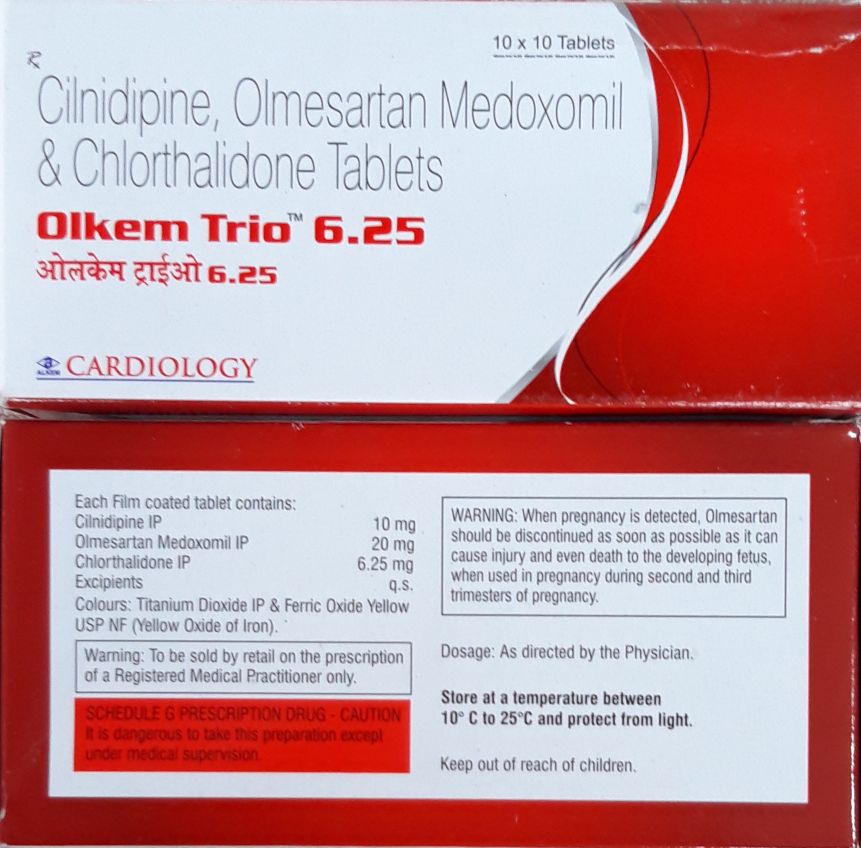 10 x 10 Tablets
Rx
Cilnidipine, Olmesartan Medoxomil
& Chlorthalidone Tablets
Olkem Trio™ 6.25
ओलकेम ट्राईओ 6.25
ALKEM CARDIOLOGY
Each Film coated tablet contains:
Cilnidipine IP 10 mg
Olmesartan Medoxomil IP 20 mg
Chlorthalidone IP 6.25 mg
Excipients q.s.
Colours: Titanium Dioxide IP & Ferric Oxide Yellow
USP NF (Yellow Oxide of Iron).
Warning: To be sold by retail on the prescription
of a Registered Medical Practitioner only.
SCHEDULE G PRESCRIPTION DRUG - CAUTION
It is dangerous to take this preparation except
under medical supervision.
WARNING: When pregnancy is detected, Olmesartan
should be discontinued as soon as possible as it can
cause injury and even death to the developing fetus,
when used in pregnancy during second and third
trimesters of pregnancy.
Dosage: As directed by the Physician.
Store at a temperature between
10° C to 25°C and protect from light.
Keep out of reach of children.